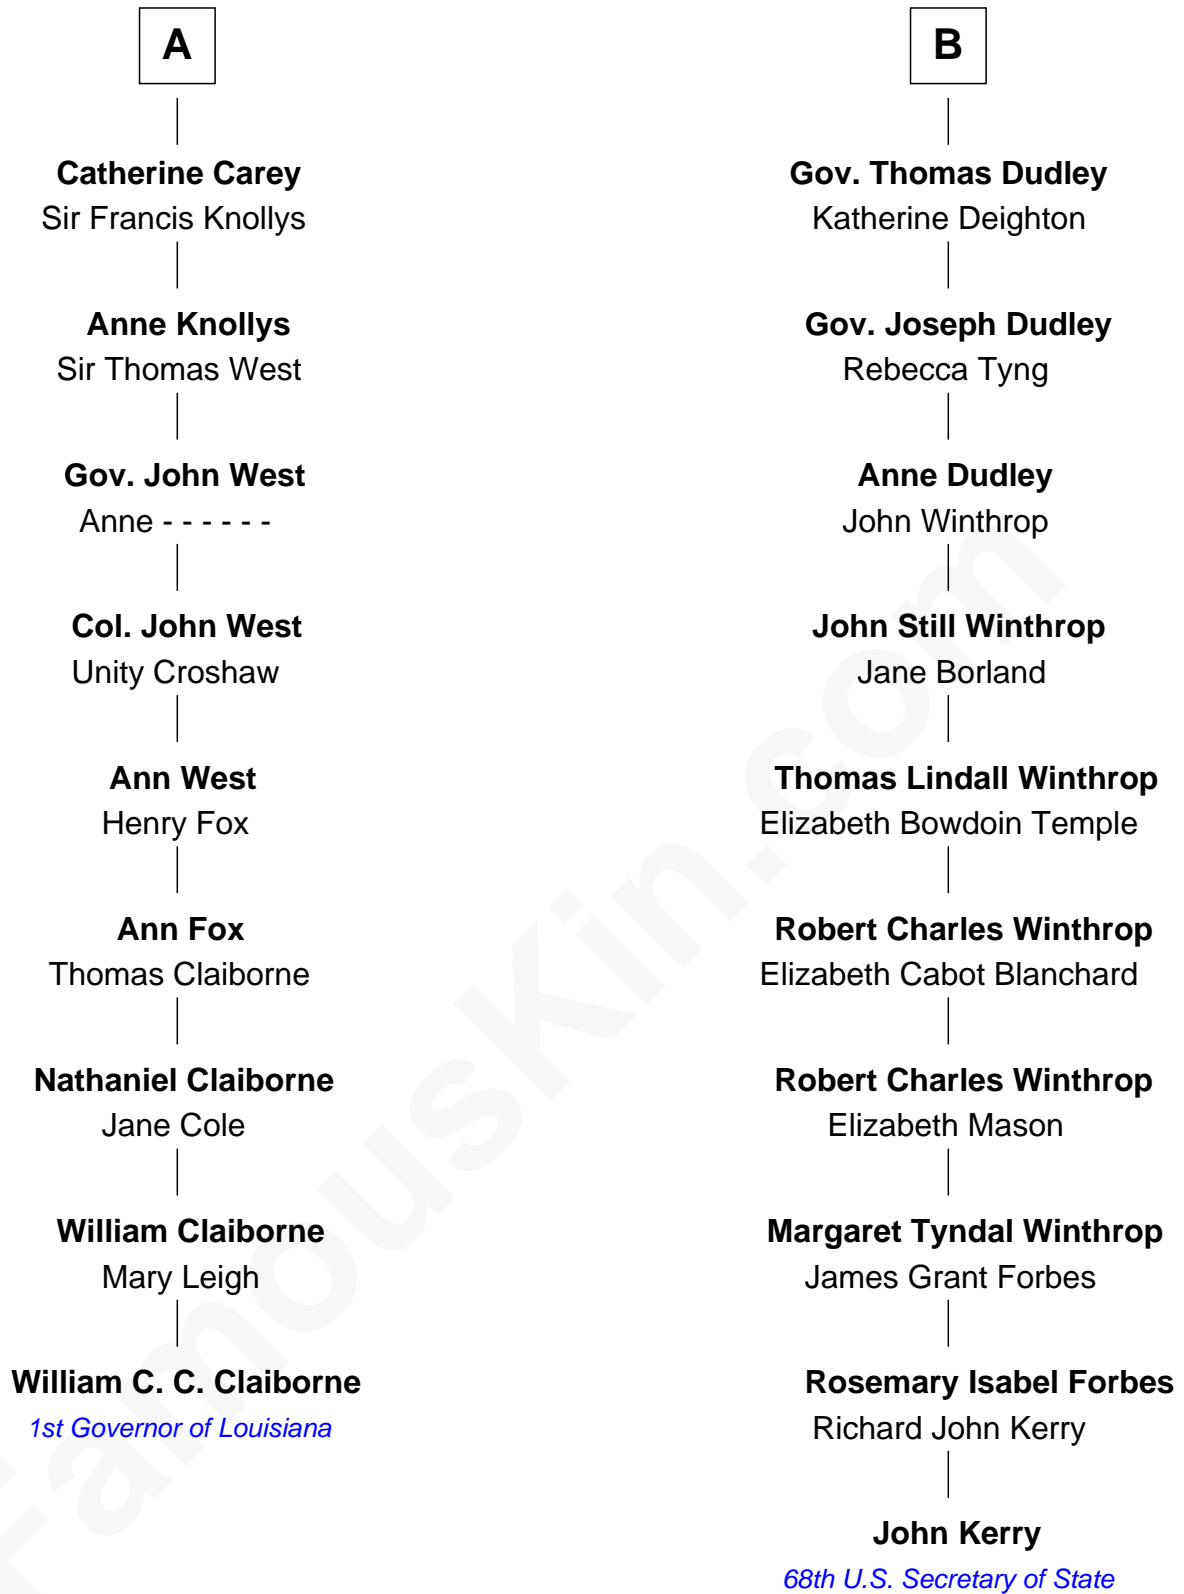 A
Catherine Carey
Sir Francis Knollys
Anne Knollys
Sir Thomas West
Gov. John West
Anne - - - - - -
Col. John West
Unity Croshaw
Ann West
Henry Fox
Ann Fox
Thomas Claiborne
Nathaniel Claiborne
Jane Cole
William Claiborne
Mary Leigh
William C. C. Claiborne
1st Governor of Louisiana
B
Gov. Thomas Dudley
Katherine Deighton
Gov. Joseph Dudley
Rebecca Tyng
Anne Dudley
John Winthrop
John Still Winthrop
Jane Borland
Thomas Lindall Winthrop
Elizabeth Bowdoin Temple
Robert Charles Winthrop
Elizabeth Cabot Blanchard
Robert Charles Winthrop
Elizabeth Mason
Margaret Tyndal Winthrop
James Grant Forbes
Rosemary Isabel Forbes
Richard John Kerry
John Kerry
68th U.S. Secretary of State
FamousKin.com